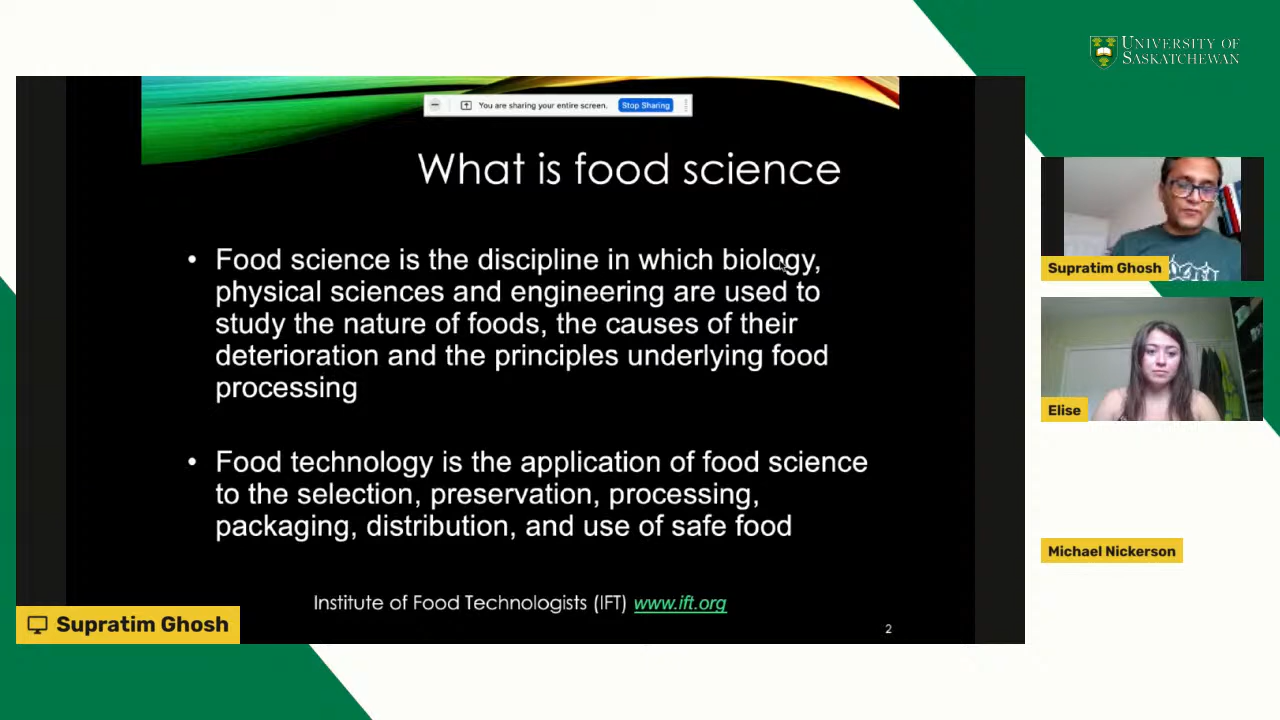 UNIVERSITY OF
SASKATCHEWAN
You are sharing your entire screen. Stop Sharing
What is food science
• Food science is the discipline in which biology,
physical sciences and engineering are used to
study the nature of foods, the causes of their
deterioration and the principles underlying food
processing
• Food technology is the application of food science
to the selection, preservation, processing,
packaging, distribution, and use of safe food
Institute of Food Technologists (IFT) www.ift.org
2
Supratim Ghosh
Supratim Ghosh
Elise
Michael Nickerson